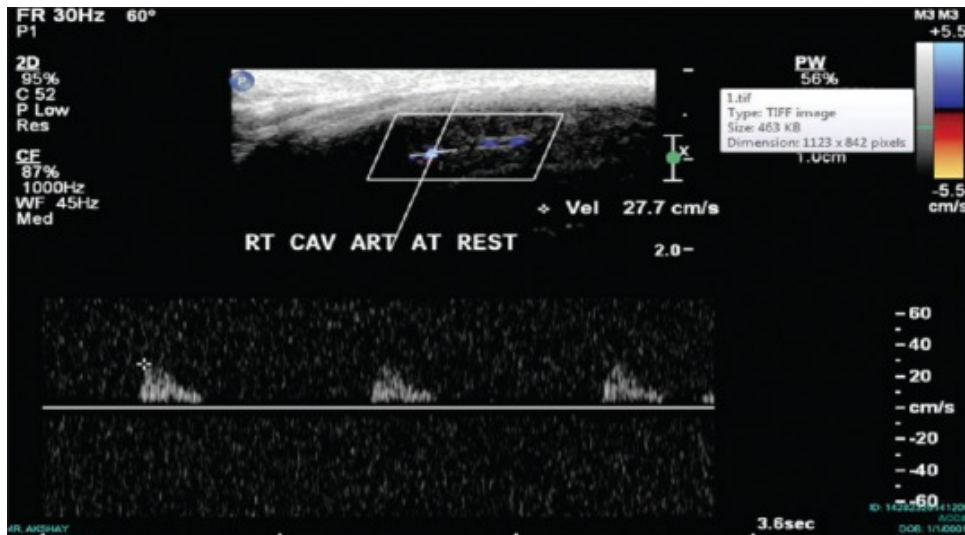 FR 30Hz 60°
P1
M3 M3
+5.5
2D
95%
C 52
P Low
Res
CF
87%
1000Hz
WF 45Hz
Med
P
PW
56%
1.tif
Type: TIFF image
Size: 463 KB
Dimension: 1123 x 842 pixels
1.0cm
X
-5.5
cm/s
Vel 27.7 cm/s
RT CAV ART AT REST
2.0-
60
40
20
cm/s
-20
-40
-60
MR. AKSHAY
3.6sec